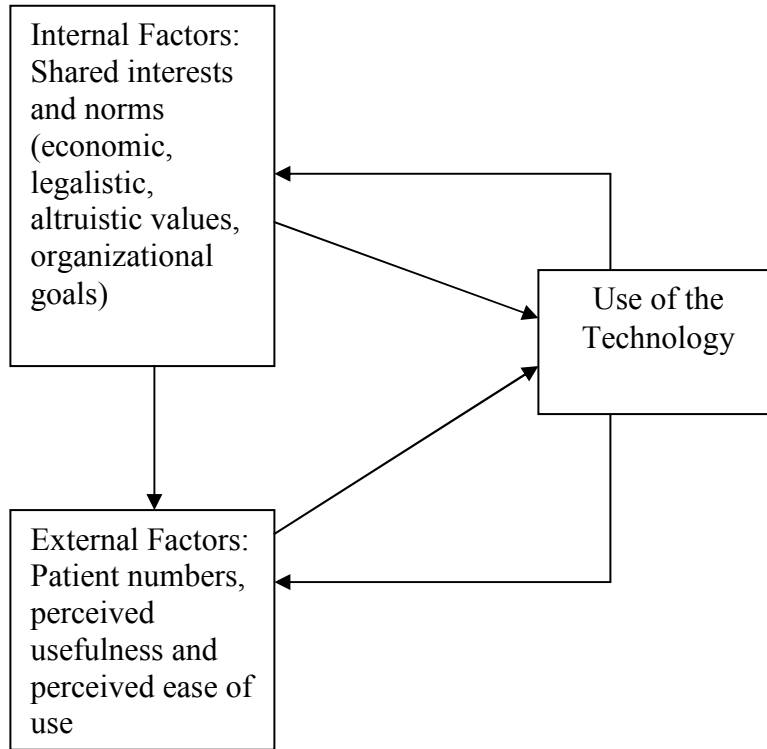 Internal Factors:
Shared interests
and norms
(economic,
legalistic,
altruistic values,
organizational
goals)
Use of the
Technology
External Factors:
Patient numbers,
perceived
usefulness and
perceived ease of
use